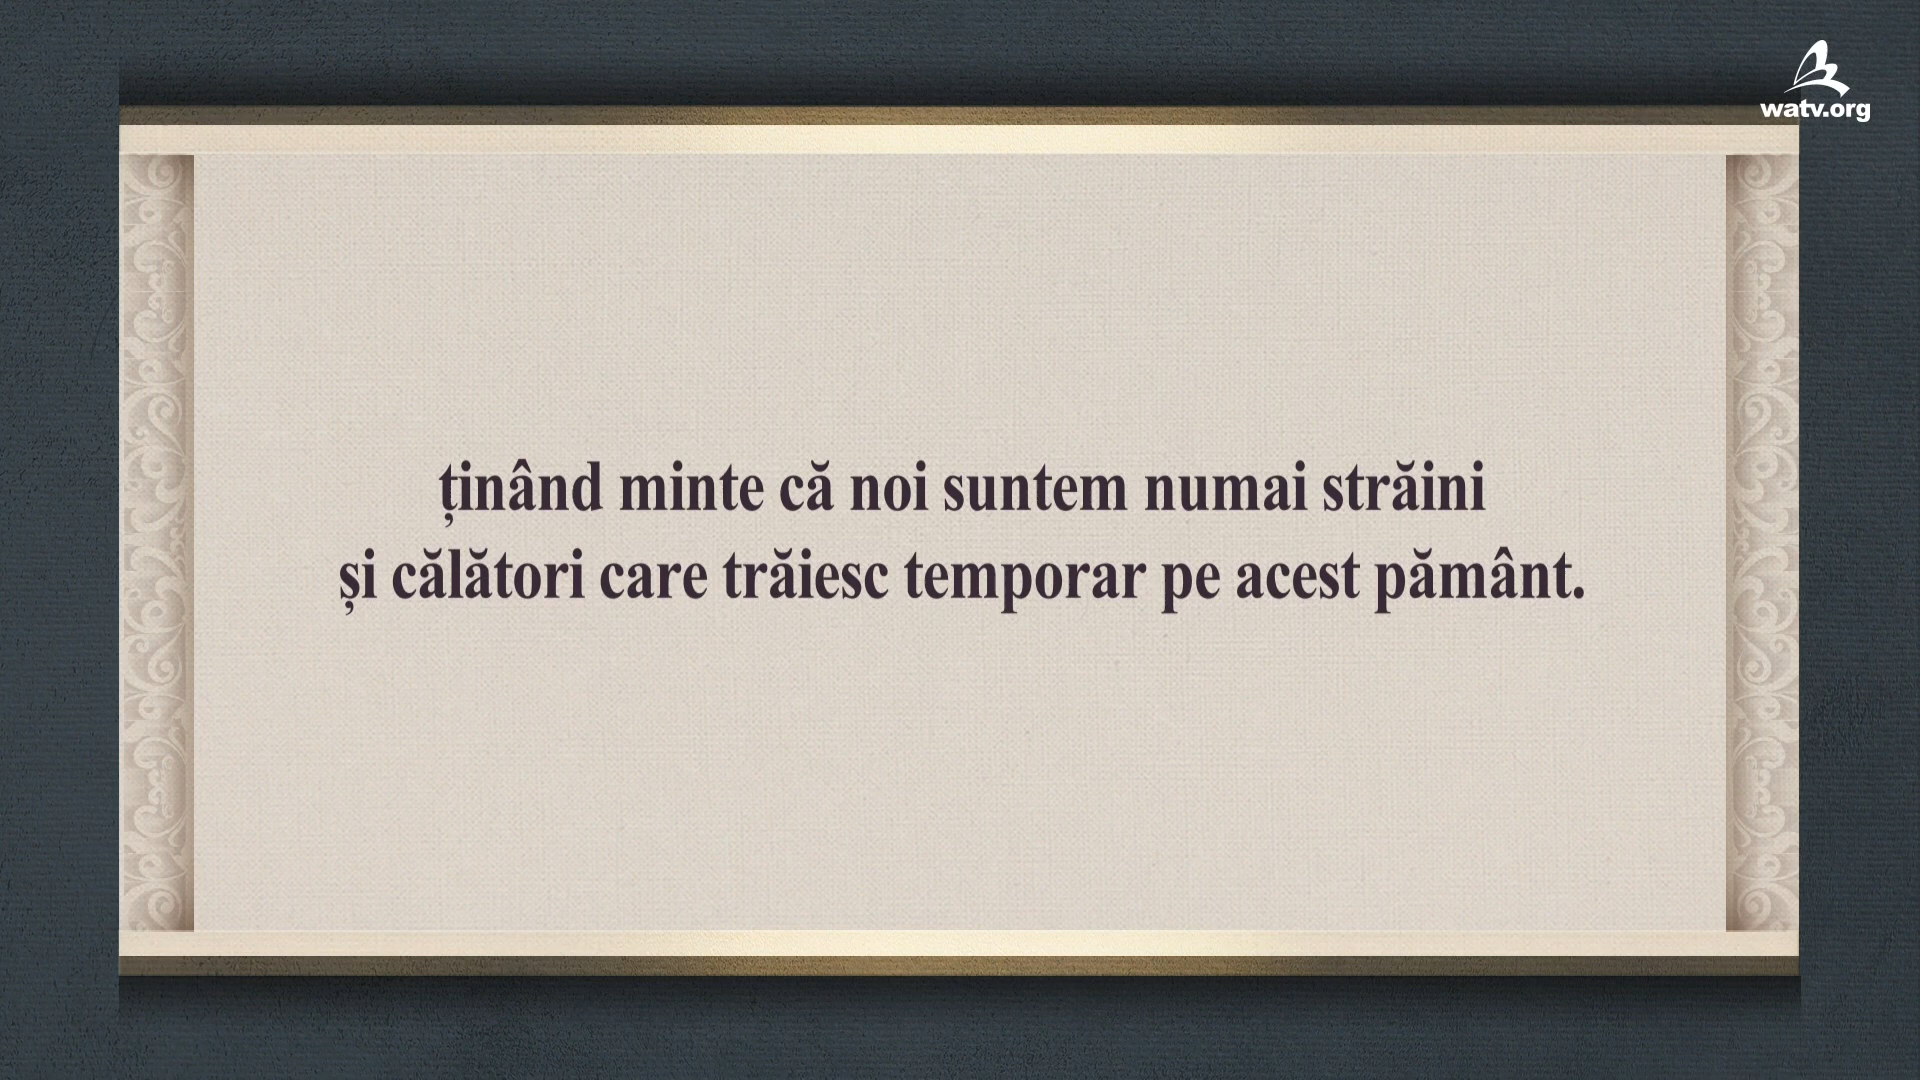 watv.org
ținând minte că noi suntem numai străini
și călători care trăiesc temporar pe acest pământ.